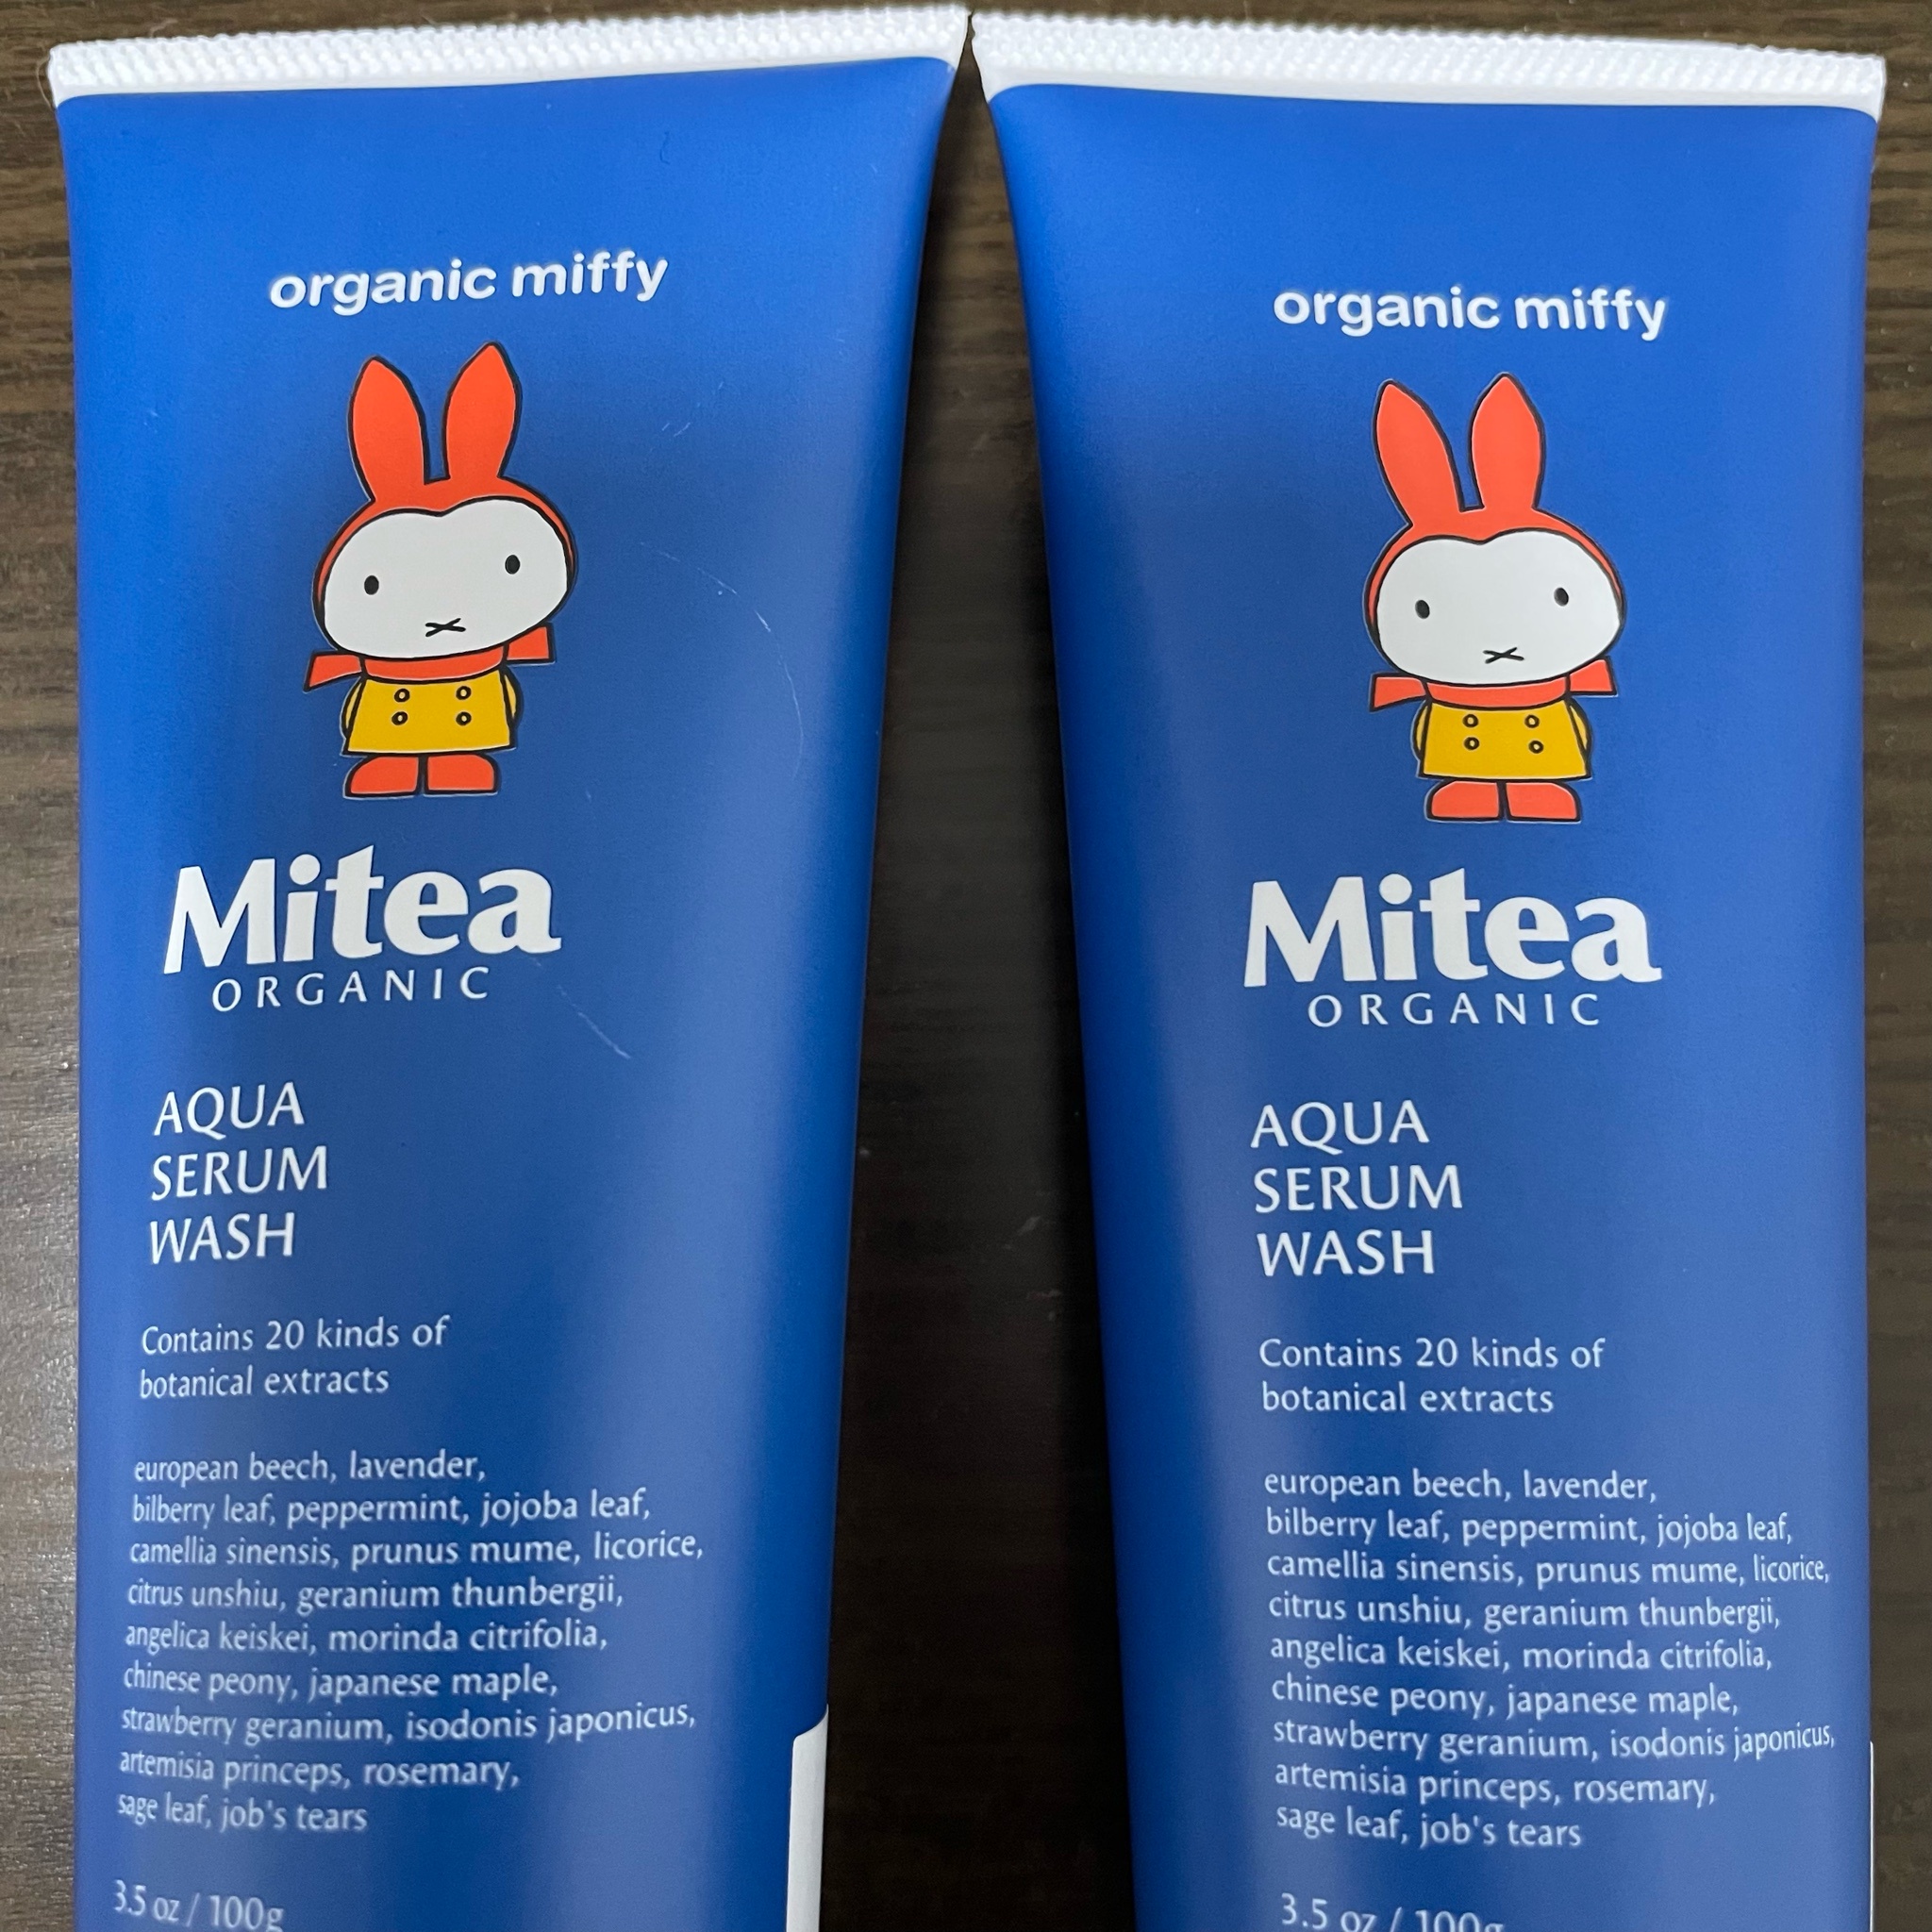 organic miffy
Mitea
ORGANIC
AQUA
SERUM
WASH
Contains 20 kinds of
botanical extracts
european beech, lavender,
bilberry leaf, peppermint, jojoba leaf,
camellia sinensis, prunus mume, licorice,
citrus unshiu, geranium thunbergii,
angelica keiskei, morinda citrifolia,
chinese peony, japanese maple,
strawberry geranium, isodonis japonicus,
artemisia princeps, rosemary,
sage leaf, job's tears
3.5 oz / 100g
organic miffy
Mitea
ORGANIC
AQUA
SERUM
WASH
Contains 20 kinds of
botanical extracts
european beech, lavender,
bilberry leaf, peppermint, jojoba leaf,
camellia sinensis, prunus mume, licorice,
citrus unshiu, geranium thunbergii,
angelica keiskei, morinda citrifolia,
chinese peony, japanese maple,
strawberry geranium, isodonis japonicus,
artemisia princeps, rosemary,
sage leaf, job's tears
3.5 oz / 100g